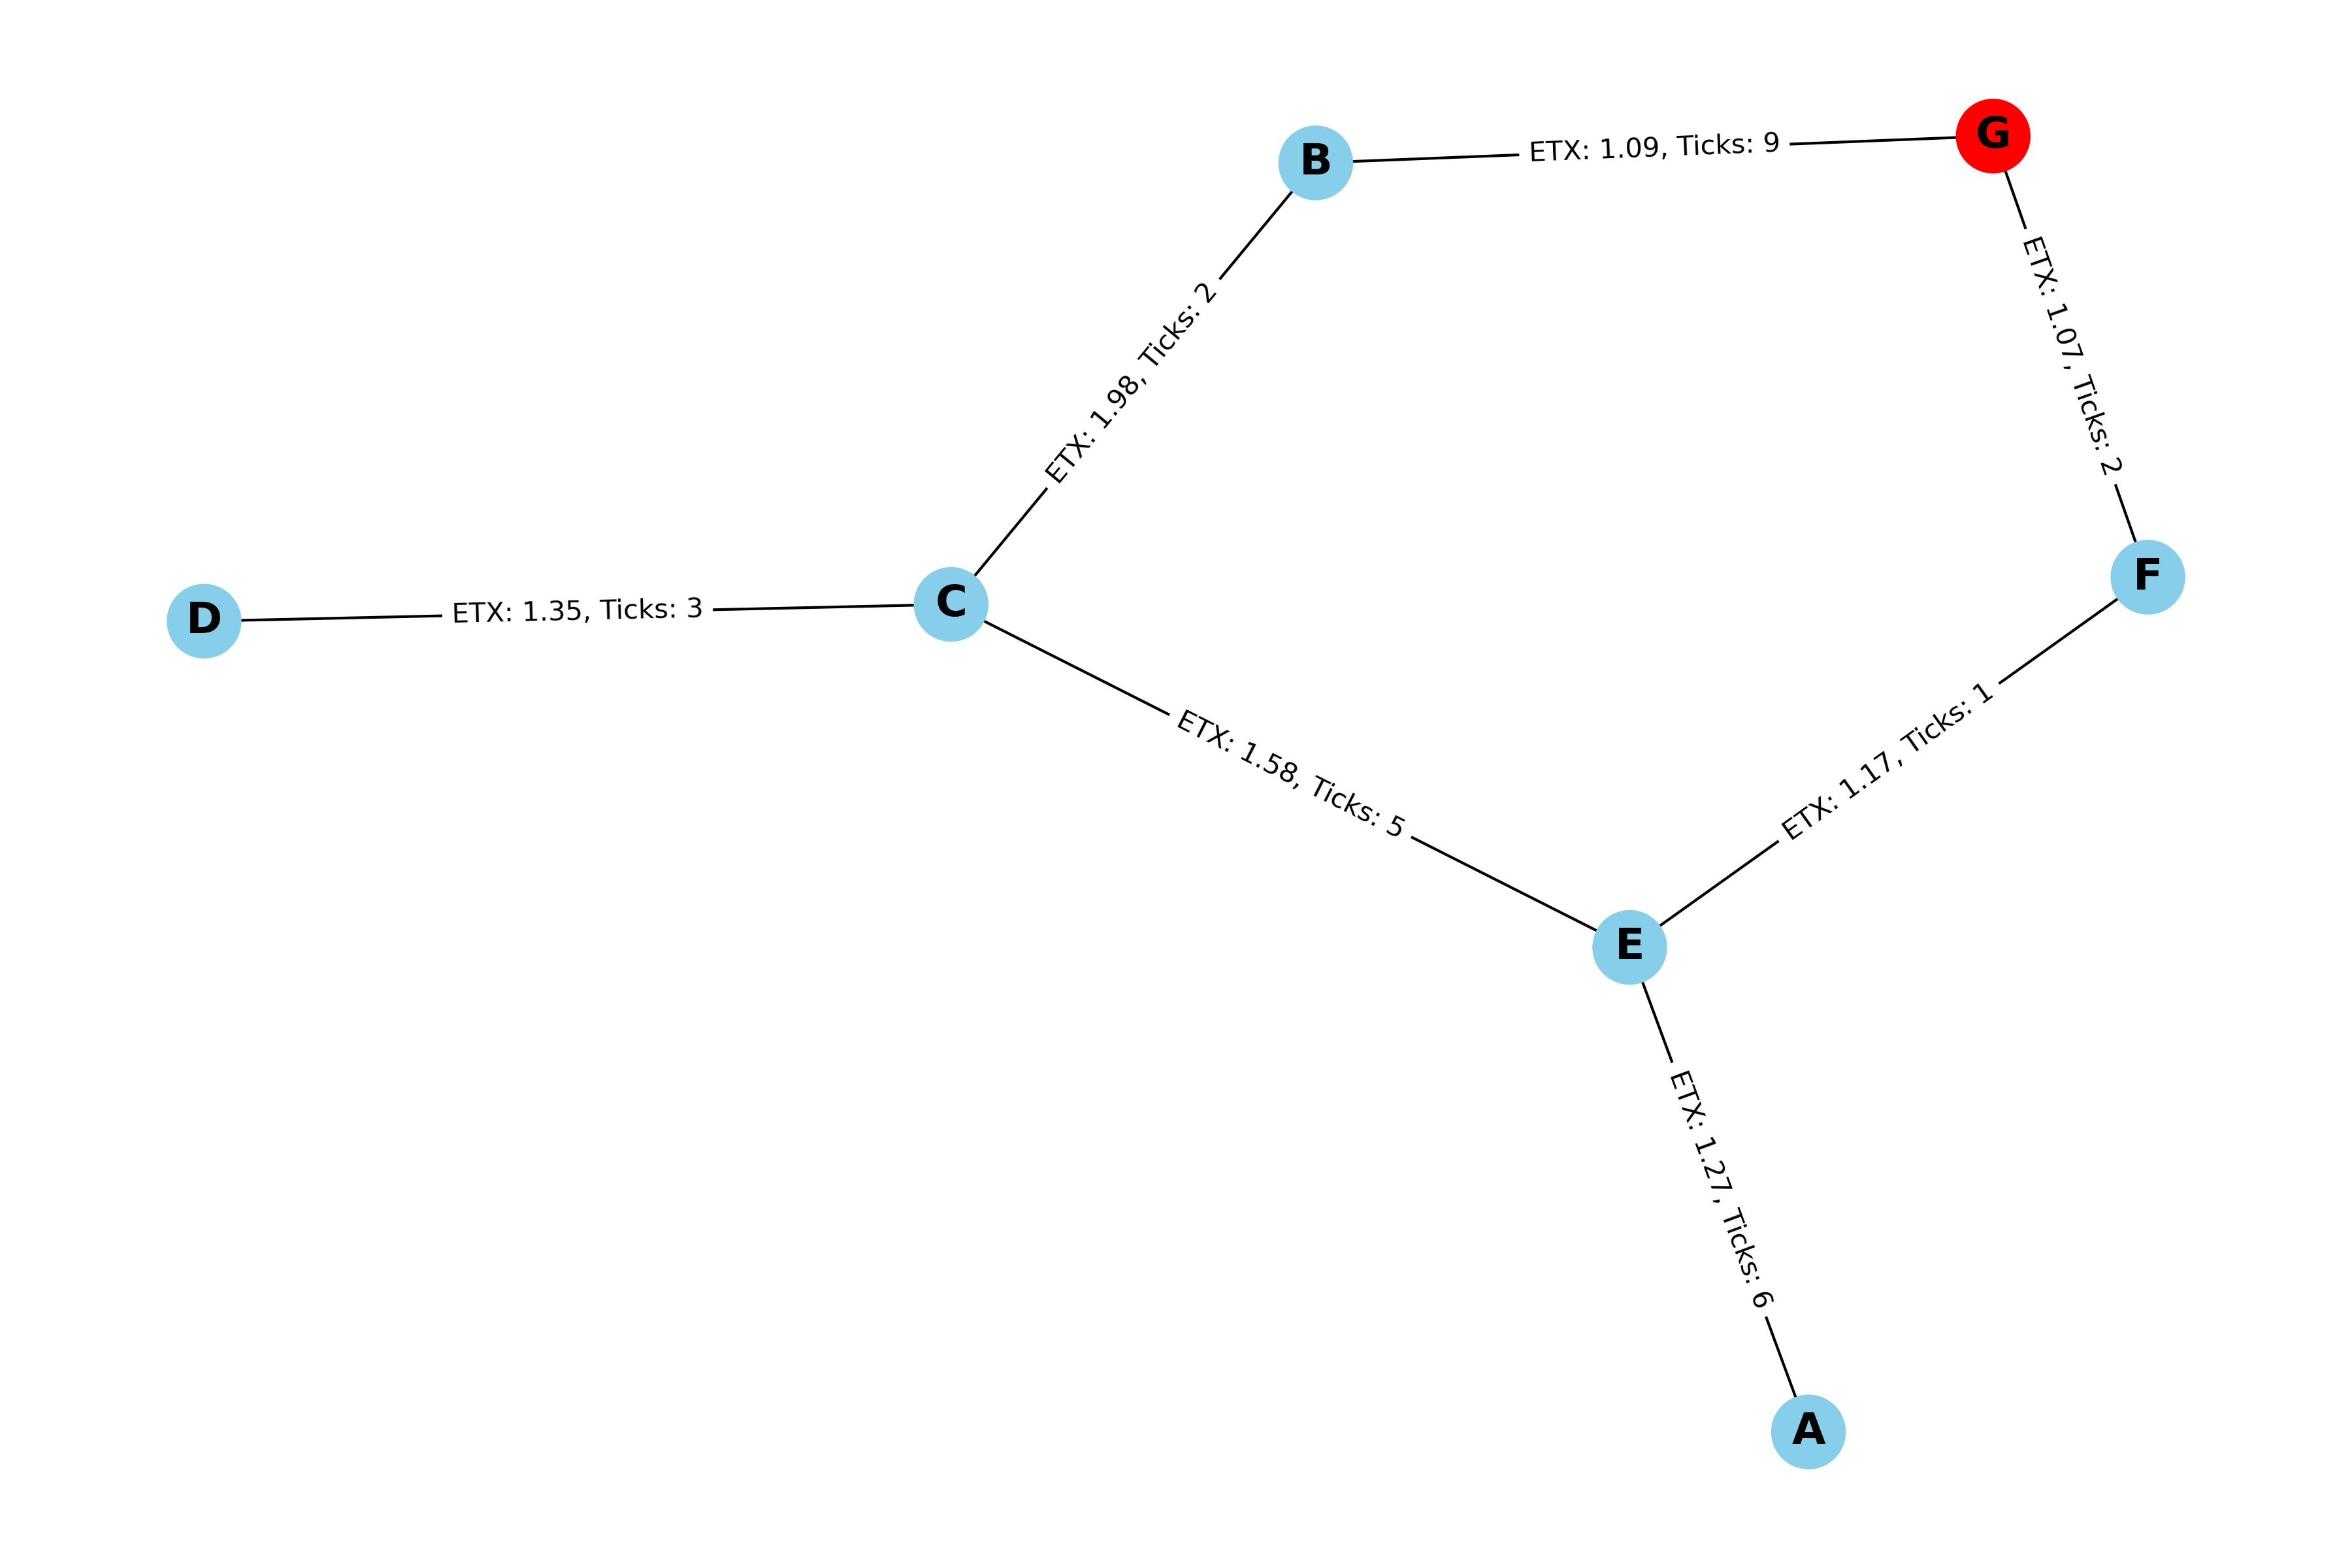 G
B
ETX: 1.09, Ticks: 9
ETX: 1.07, Ticks: 2
ETX: 1.98, Ticks: 2
F
C
D
ETX: 1.35, Ticks: 3
ETX: 1.58, Ticks: 5
ETX: 1.17, Ticks: 1
E
ETX: 1.27, Ticks: 6
A